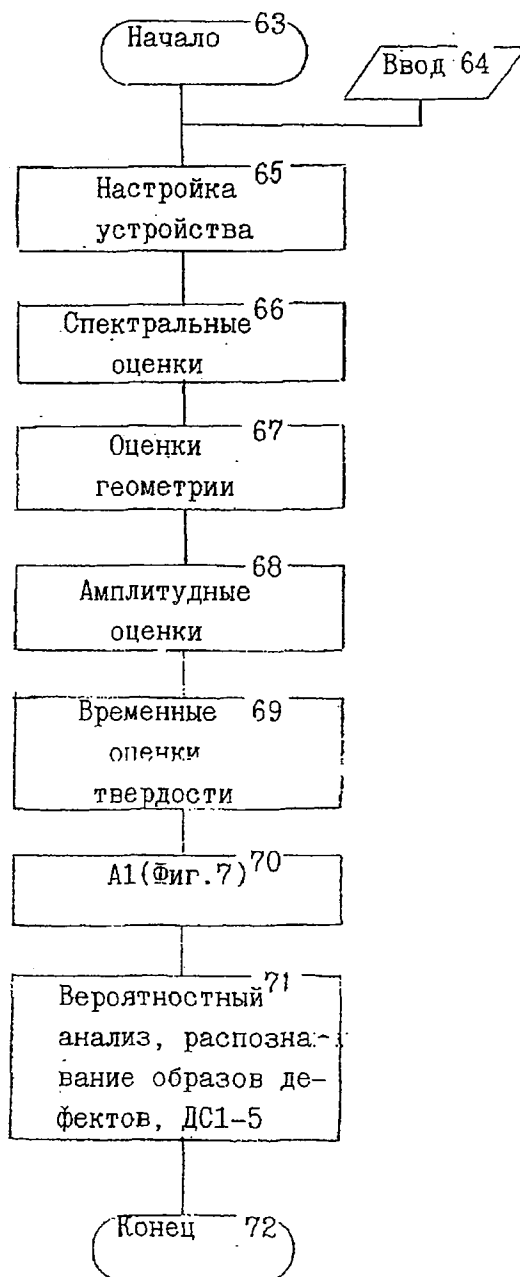 Начало 63
Ввод 64
65
Настройка
устройства
Спектральные 66
оценки
Оценки 67
геометрии
68
Амплитудные
оценки
Временные 69
оценки
твердости
А1(Фиг.7) 70
Вероятностный 71
анализ, распозна-
вание образов де-
фектов, ДС1-5
Конец 72